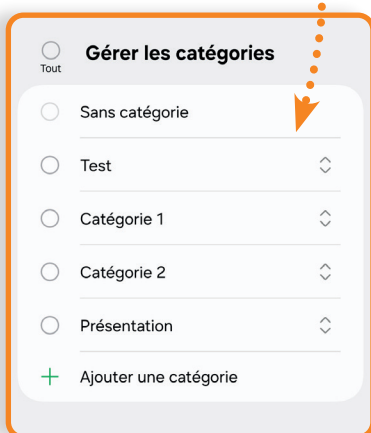 Gérer les catégories
Tout
Sans catégorie
Test
Catégorie 1
Catégorie 2
Présentation
Ajouter une catégorie